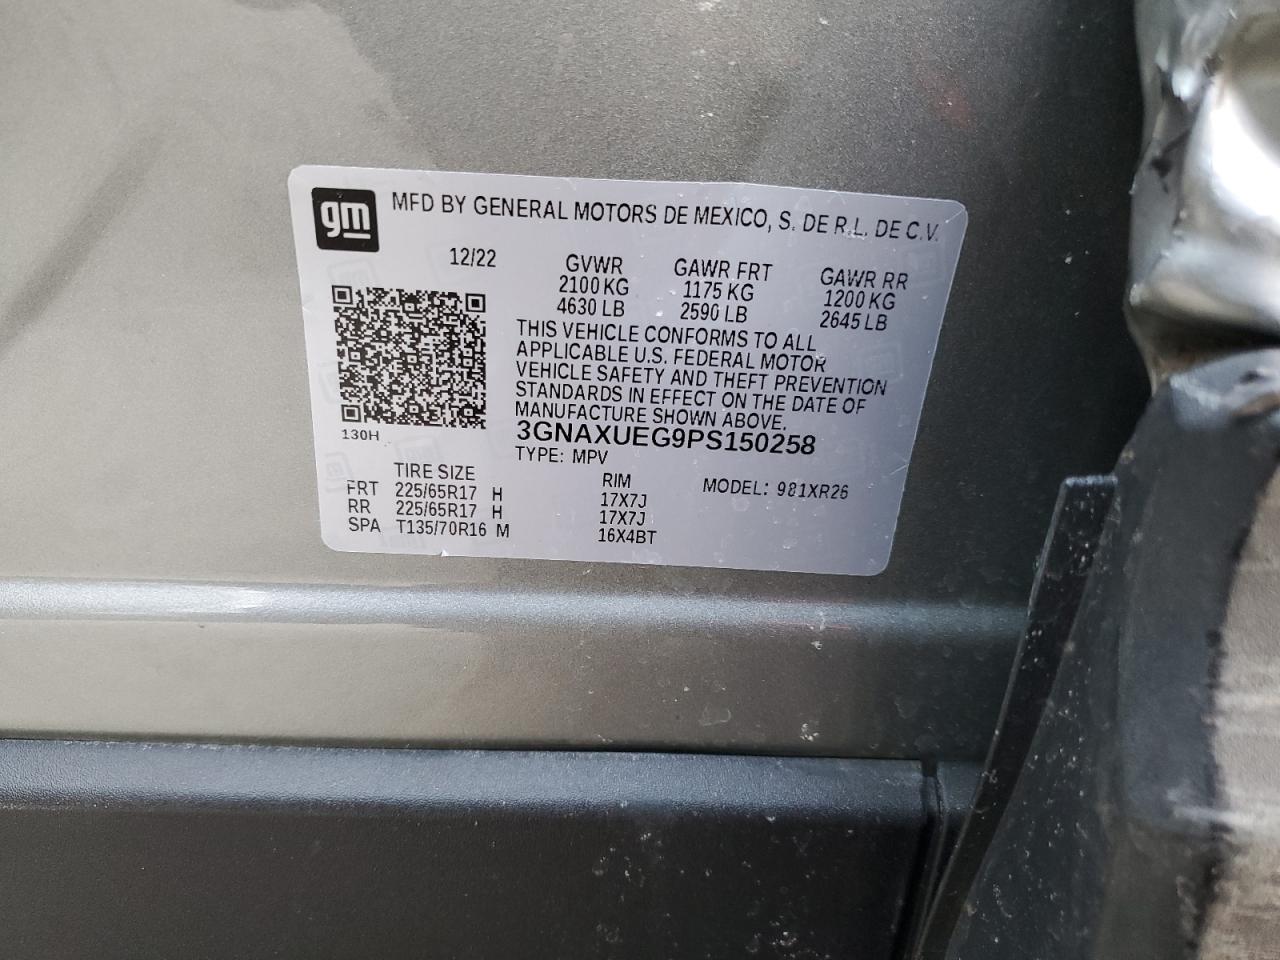 gm
MFD BY GENERAL MOTORS DE MEXICO, S. DE R.L. DE C.V.
12/22
GVWR GAWR FRT GAWR RR
2100 KG 1175 KG 1200 KG
4630 LB 2590 LB 2645 LB
THIS VEHICLE CONFORMS TO ALL
APPLICABLE U.S. FEDERAL MOTOR
VEHICLE SAFETY AND THEFT PREVENTION
STANDARDS IN EFFECT ON THE DATE OF
MANUFACTURE SHOWN ABOVE.
130H
3GNAXUEG9PS150258
TYPE: MPV
TIRE SIZE RIM MODEL: 981XR26
FRT 225/65R17 H 17X7J
RR 225/65R17 H 17X7J
SPA T135/70R16 M 16X4BT